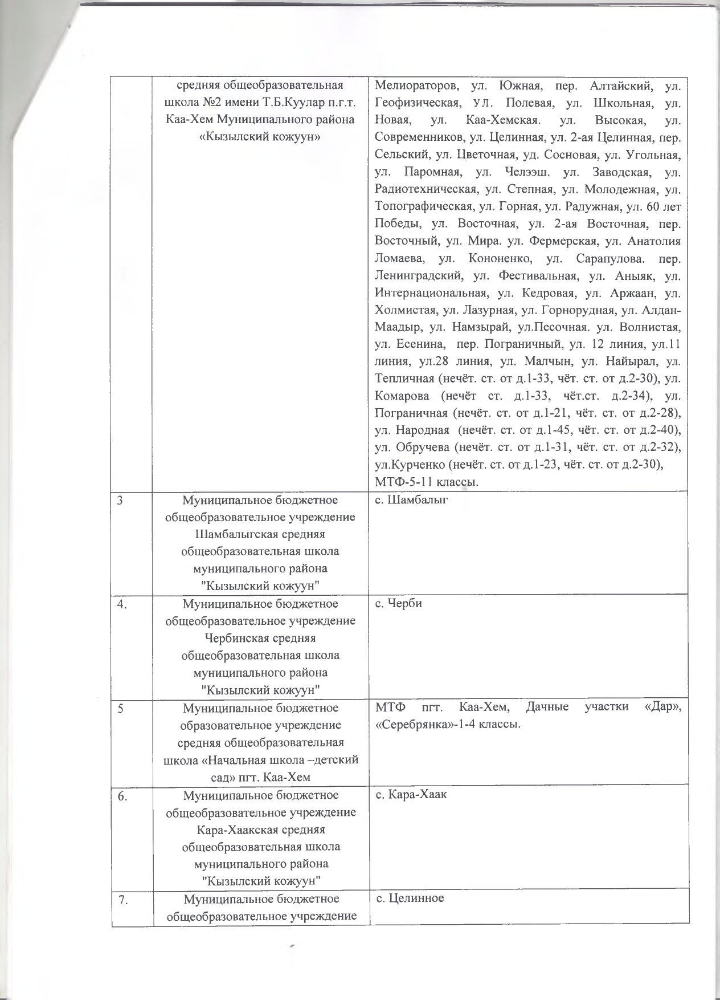 средняя общеобразовательная
школа №2 имени Т.Б.Куулар п.г.т.
Каа-Хем Муниципального района
«Кызылский кожуун»
Мелиораторов, ул. Южная, пер. Алтайский, ул.
Геофизическая, УЛ. Полевая, ул. Школьная, ул.
Новая, ул. Каа-Хемская. ул. Высокая, ул.
Современников, ул. Целинная, ул. 2-ая Целинная, пер.
Сельский, ул. Цветочная, уд. Сосновая, ул. Угольная,
ул. Паромная, ул. Челээш. ул. Заводская, ул.
Радиотехническая, ул. Степная, ул. Молодежная, ул.
Топографическая, ул. Горная, ул. Радужная, ул. 60 лет
Победы, ул. Восточная, ул. 2-ая Восточная, пер.
Восточный, ул. Мира. ул. Фермерская, ул. Анатолия
Ломаева, ул. Кононенко, ул. Сарапулова. пер.
Ленинградский, ул. Фестивальная, ул. Аныяк, ул.
Интернациональная, ул. Кедровая, ул. Аржаан, ул.
Холмистая, ул. Лазурная, ул. Горнорудная, ул. Алдан-
Маадыр, ул. Намзырай, ул.Песочная. ул. Волнистая,
ул. Есенина, пер. Пограничный, ул. 12 линия, ул.11
линия, ул.28 линия, ул. Малчын, ул. Найырал, ул.
Тепличная (нечёт. ст. от д.1-33, чёт. ст. от д.2-30), ул.
Комарова (нечёт ст. д.1-33, чёт.ст. д.2-34), ул.
Пограничная (нечёт. ст. от д.1-21, чёт. ст. от д.2-28),
ул. Народная (нечёт. ст. от д.1-45, чёт. ст. от д.2-40),
ул. Обручева (нечёт. ст. от д.1-31, чёт. ст. от д.2-32),
ул.Курченко (нечёт. ст. от д.1-23, чёт. ст. от д.2-30),
МТФ-5-11 классы.
3
Муниципальное бюджетное
общеобразовательное учреждение
Шамбалыгская средняя
общеобразовательная школа
муниципального района
"Кызылский кожуун"
с. Шамбалыг
4.
Муниципальное бюджетное
общеобразовательное учреждение
Чербинская средняя
общеобразовательная школа
муниципального района
"Кызылский кожуун"
с. Черби
5
Муниципальное бюджетное
образовательное учреждение
средняя общеобразовательная
школа «Начальная школа –детский
сад» пгт. Каа-Хем
МТФ пгт. Каа-Хем, Дачные участки «Дар»,
«Серебрянка»-1-4 классы.
6.
Муниципальное бюджетное
общеобразовательное учреждение
Кара-Хаакская средняя
общеобразовательная школа
муниципального района
"Кызылский кожуун"
с. Кара-Хаак
7.
Муниципальное бюджетное
общеобразовательное учреждение
с. Целинное